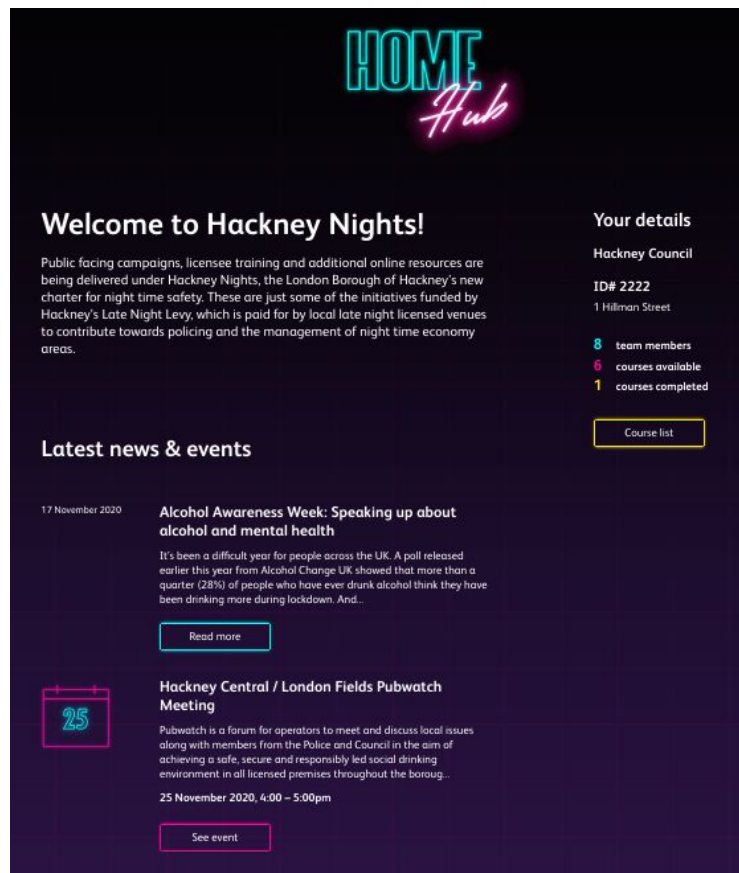 HOME
Hub
Welcome to Hackney Nights!
Public facing campaigns, licensee training and additional online resources are
being delivered under Hackney Nights, the London Borough of Hackney's new
charter for night time safety. These are just some of the initiatives funded by
Hackney's Late Night Levy, which is paid for by local late night licensed venues
to contribute towards policing and the management of night time economy
areas.
Your details
Hackney Council
ID# 2222
1 Hillman Street
8 team members
6 courses available
1 courses completed
Course list
Latest news & events
17 November 2020
Alcohol Awareness Week: Speaking up about
alcohol and mental health
It's been a difficult year for people across the UK. A poll released
earlier this year from Alcohol Change UK showed that more than a
quarter (28%) of people who have ever drunk alcohol think they have
been drinking more during lockdown. And...
Read more
25
Hackney Central / London Fields Pubwatch
Meeting
Pubwatch is a forum for operators to meet and discuss local issues
along with members from the Police and Council in the aim of
achieving a safe, secure and responsibly led social drinking
environment in all licensed premises throughout the boroug...
25 November 2020, 4:00 – 5:00pm
See event